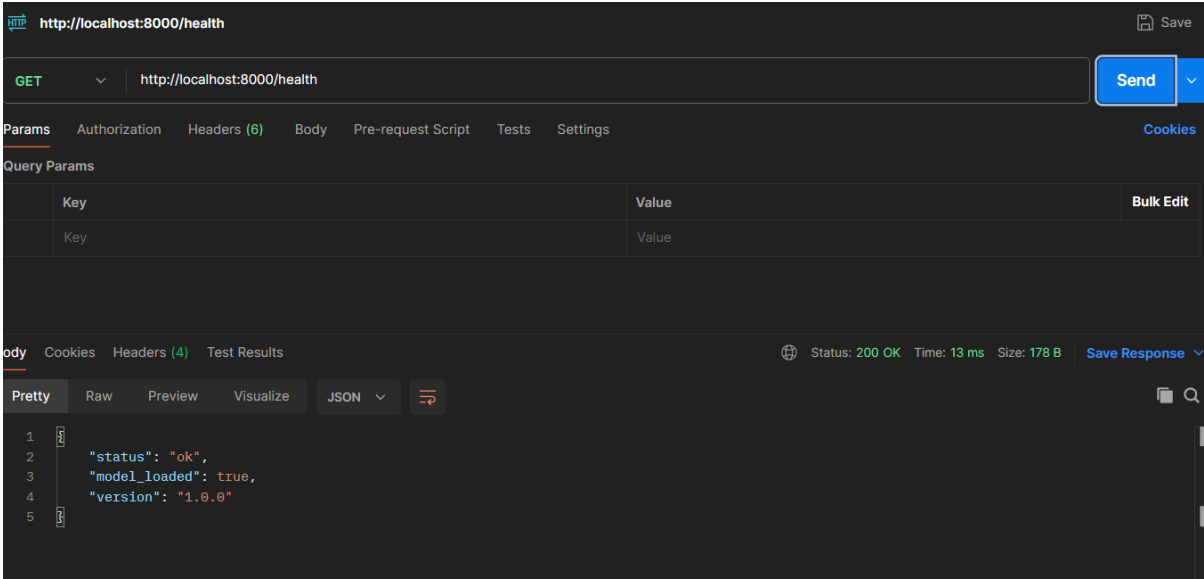 HTTP http://localhost:8000/health Save
GET http://localhost:8000/health Send
Params Authorization Headers (6) Body Pre-request Script Tests Settings Cookies
Query Params
Key Value Bulk Edit
Key Value
ody Cookies Headers (4) Test Results Status: 200 OK Time: 13 ms Size: 178 B Save Response
Pretty Raw Preview Visualize JSON
1 {
2 "status": "ok",
3 "model_loaded": true,
4 "version": "1.0.0"
5 }